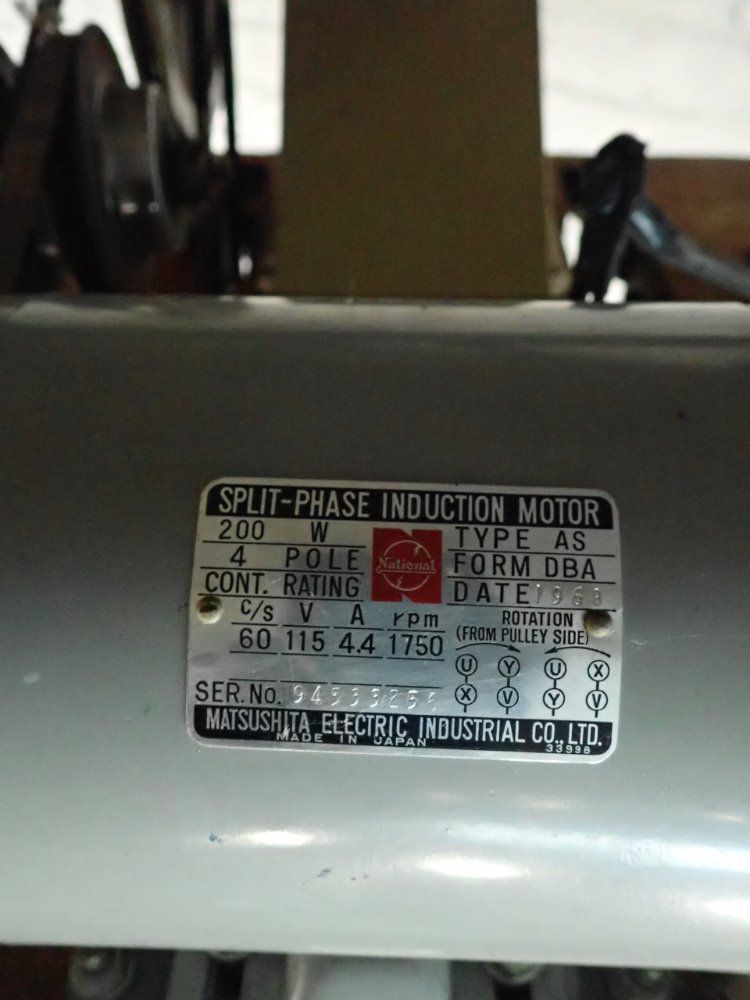 SPLIT-PHASE INDUCTION MOTOR
200 W
4 POLE
CONT. RATING
National
TYPE AS
FORM DBA
DATE
c/s V A rpm
60 115 4.4 1750
ROTATION
(FROM PULLEY SIDE)
U Y U X
X V Y V
SER.No.
MATSUSHITA ELECTRIC INDUSTRIAL CO., LTD.
MADE IN JAPAN
33998